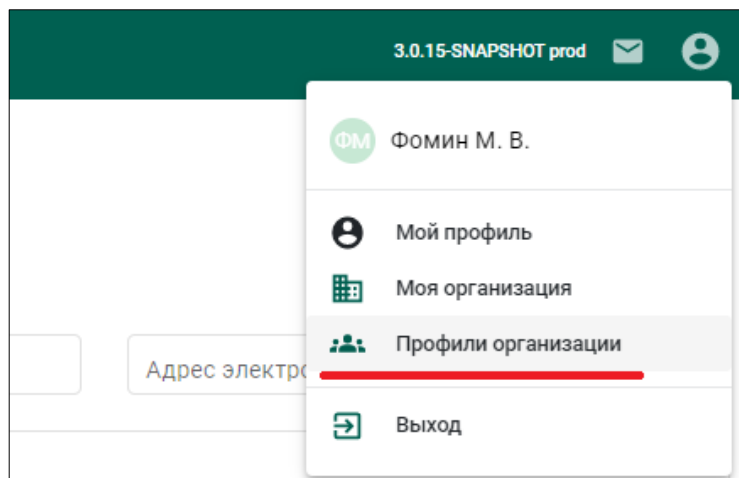 3.0.15-SNAPSHOT prod
ФМ Фомин М. В.
Мой профиль
Моя организация
Профили организации
Адрес электро
Выход